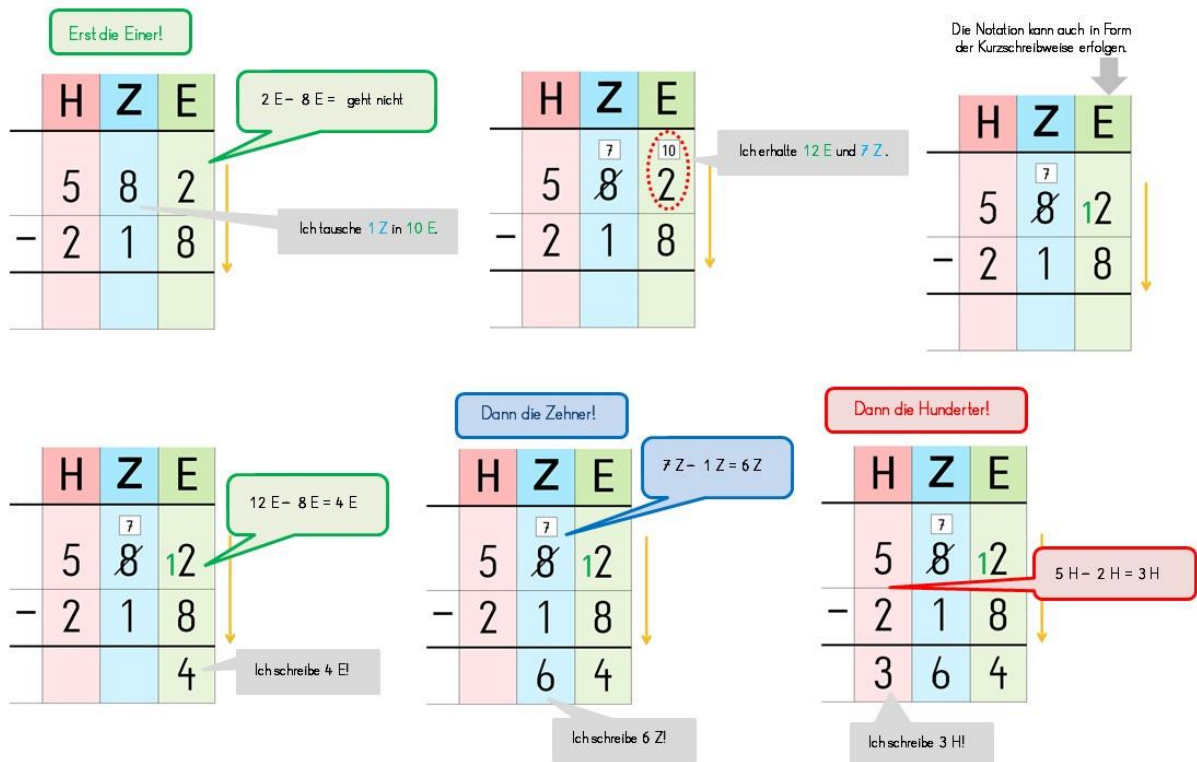 Erst die Einer!
H Z E
2 E – 8 E = geht nicht
5 8 2
Ich tausche 1 Z in 10 E.
– 2 1 8
H Z E
7 10
5 8 2
Ich erhalte 12 E und 7 Z.
– 2 1 8
Die Notation kann auch in Form
der Kurzschreibweise erfolgen.
H Z E
7
5 8 12
– 2 1 8
H Z E
12 E – 8 E = 4 E
7
5 8 12
– 2 1 8
4
Ich schreibe 4 E!
Dann die Zehner!
H Z E
7 Z – 1 Z = 6 Z
7
5 8 12
– 2 1 8
6 4
Ich schreibe 6 Z!
Dann die Hunderter!
H Z E
7
5 8 12
5 H – 2 H = 3 H
– 2 1 8
3 6 4
Ich schreibe 3 H!